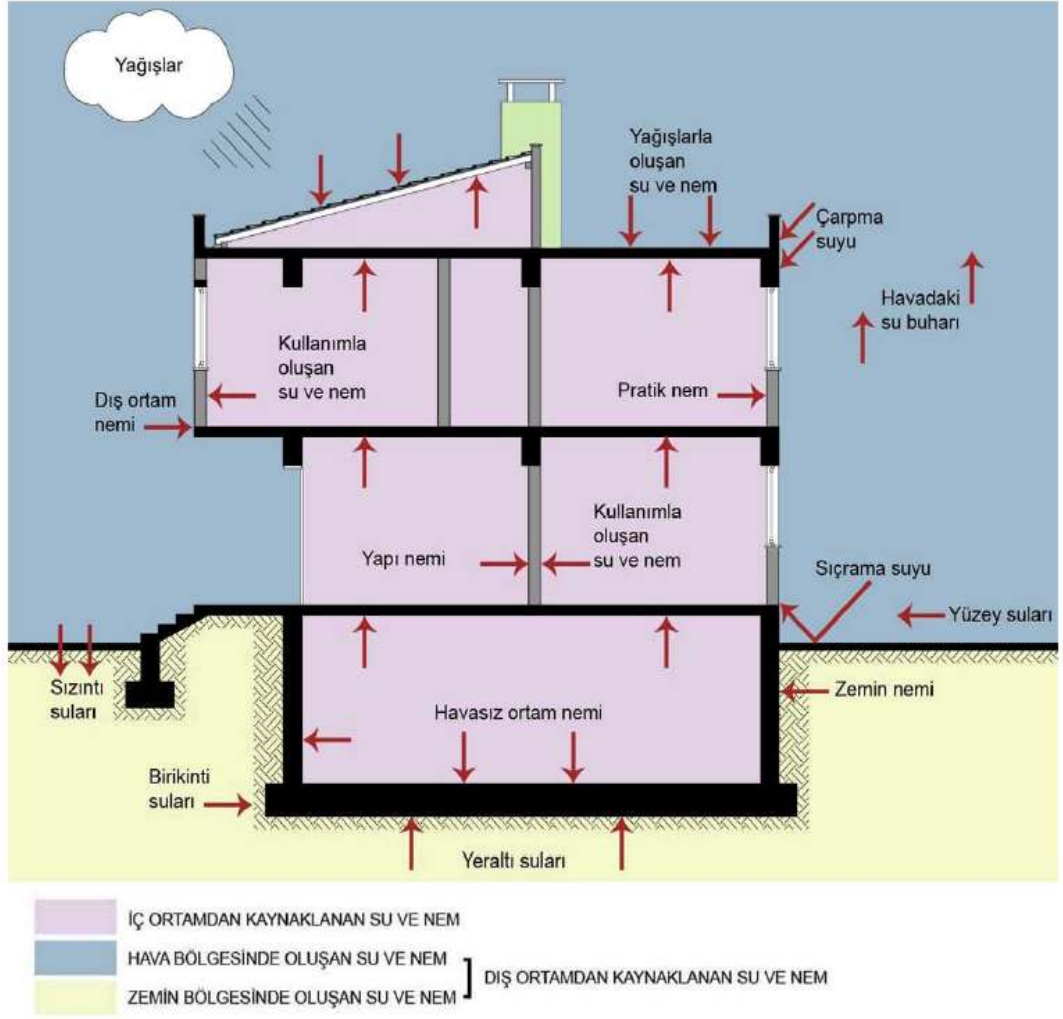 Yağışlar
Yağışlarla
oluşan
su ve nem
Çarpma
suyu
Havadaki
su buharı
Kullanımla
oluşan
su ve nem
Pratik nem
Dış ortam
nemi
Kullanımla
oluşan
su ve nem
Yapı nemi
Sıçrama suyu
Yüzey suları
Sızıntı
suları
Zemin nemi
Havasız ortam nemi
Birikinti
suları
Yeraltı suları
İÇ ORTAMDAN KAYNAKLANAN SU VE NEM
HAVA BÖLGESİNDE OLUŞAN SU VE NEM
DIŞ ORTAMDAN KAYNAKLANAN SU VE NEM
ZEMİN BÖLGESİNDE OLUŞAN SU VE NEM